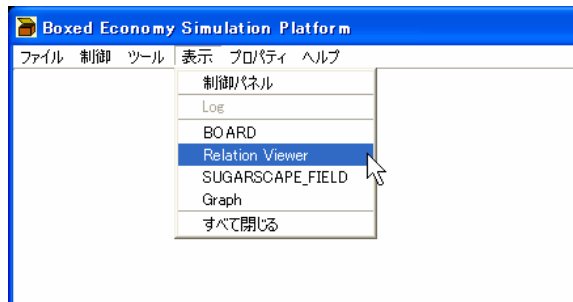 Boxed Economy Simulation Platform
ファイル 制御 ツール 表示 プロパティ ヘルプ
制御パネル
Log
BOARD
Relation Viewer
SUGARSCAPE_FIELD
Graph
すべて閉じる